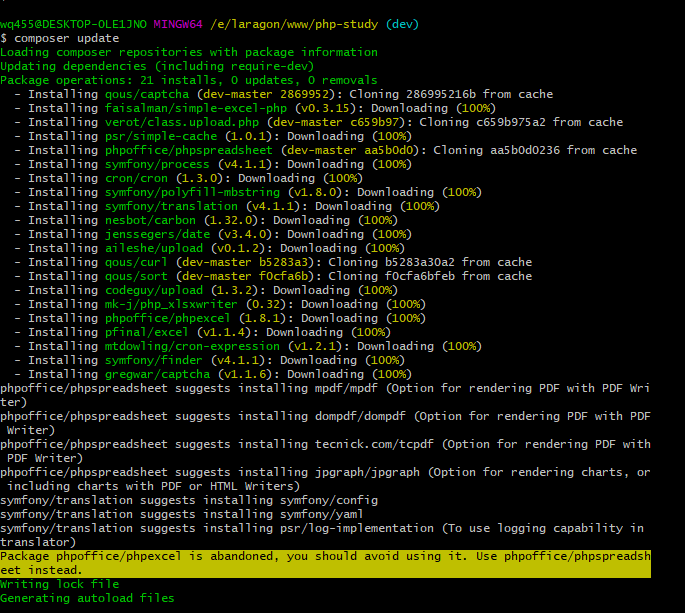 wq455@DESKTOP-OLE1JNO MINGW64 /e/laragon/www/php-study (dev)
$ composer update
Loading composer repositories with package information
Updating dependencies (including require-dev)
Package operations: 21 installs, 0 updates, 0 removals
  - Installing qous/captcha (dev-master 2869952): Cloning 286995216b from cache
  - Installing faisalman/simple-excel-php (v0.3.15): Downloading (100%)
  - Installing verot/class.upload.php (dev-master c659b97): Cloning c659b975a2 from cache
  - Installing psr/simple-cache (1.0.1): Downloading (100%)
  - Installing phpoffice/phpspreadsheet (dev-master aa5b0d0): Cloning aa5b0d0236 from cache
  - Installing symfony/process (v4.1.1): Downloading (100%)
  - Installing cron/cron (1.3.0): Downloading (100%)
  - Installing symfony/polyfill-mbstring (v1.8.0): Downloading (100%)
  - Installing symfony/translation (v4.1.1): Downloading (100%)
  - Installing nesbot/carbon (1.32.0): Downloading (100%)
  - Installing jenssegers/date (v3.4.0): Downloading (100%)
  - Installing aileshe/upload (v0.1.2): Downloading (100%)
  - Installing qous/curl (dev-master b5283a3): Cloning b5283a30a2 from cache
  - Installing qous/sort (dev-master f0cfa6b): Cloning f0cfa6bfeb from cache
  - Installing codeguy/upload (1.3.2): Downloading (100%)
  - Installing mk-j/php_xlsxwriter (0.32): Downloading (100%)
  - Installing phpoffice/phpexcel (1.8.1): Downloading (100%)
  - Installing pfinal/excel (v1.1.4): Downloading (100%)
  - Installing mtdowling/cron-expression (v1.2.1): Downloading (100%)
  - Installing symfony/finder (v4.1.1): Downloading (100%)
  - Installing gregwar/captcha (v1.1.6): Downloading (100%)
phpoffice/phpspreadsheet suggests installing mpdf/mpdf (Option for rendering PDF with PDF Wri
ter)
phpoffice/phpspreadsheet suggests installing dompdf/dompdf (Option for rendering PDF with PDF
 Writer)
phpoffice/phpspreadsheet suggests installing tecnick.com/tcpdf (Option for rendering PDF with
 PDF Writer)
phpoffice/phpspreadsheet suggests installing jpgraph/jpgraph (Option for rendering charts, or
 including charts with PDF or HTML Writers)
symfony/translation suggests installing symfony/config
symfony/translation suggests installing symfony/yaml
symfony/translation suggests installing psr/log-implementation (To use logging capability in
translator)
Package phpoffice/phpexcel is abandoned, you should avoid using it. Use phpoffice/phpspreadsh
eet instead.
Writing lock file
Generating autoload files